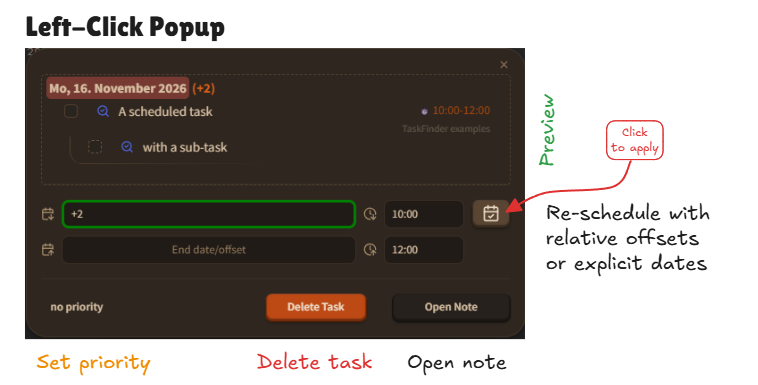 Left-Click Popup
Mo, 16. November 2026 (+2)
A scheduled task
10:00-12:00
TaskFinder examples
with a sub-task
Preview
Click
to apply
+2
10:00
Re-schedule with
relative offsets
or explicit dates
End date/offset
12:00
no priority
Delete Task
Open Note
Set priority
Delete task
Open note